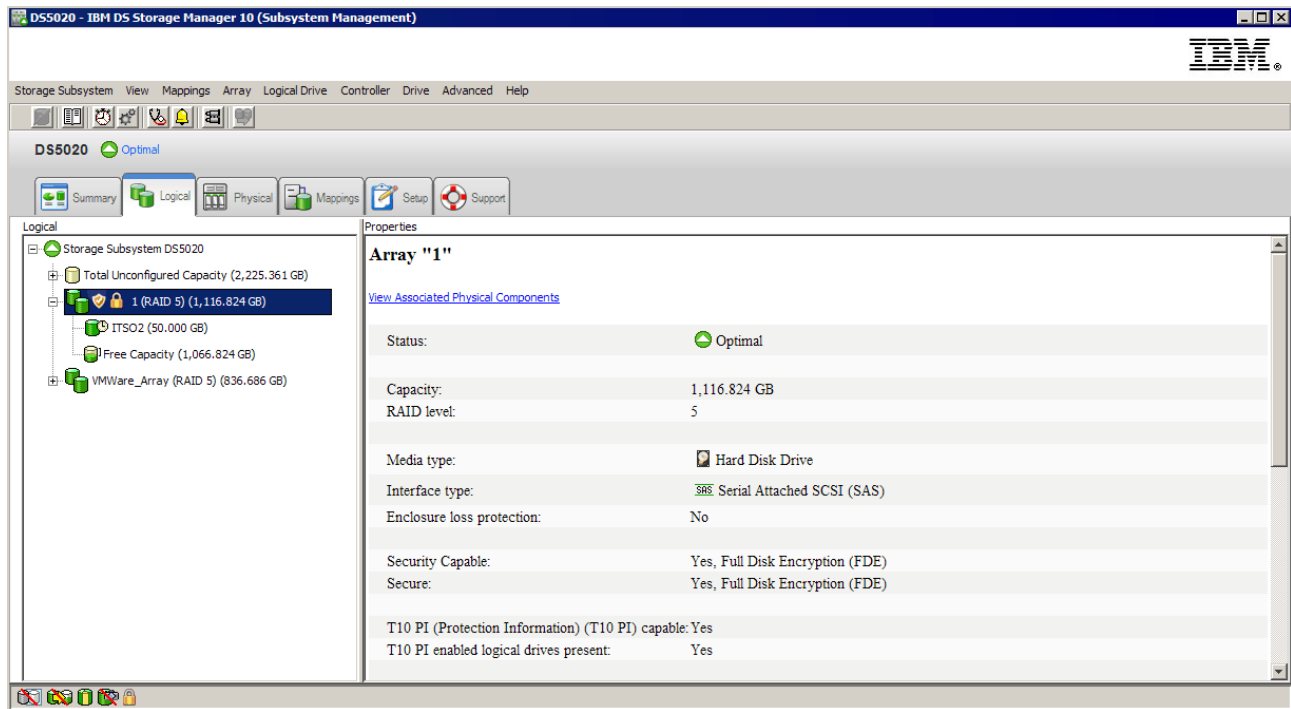 DS5020 - IBM DS Storage Manager 10 (Subsystem Management)
IBM®
Storage Subsystem View Mappings Array Logical Drive Controller Drive Advanced Help
DS5020 Optimal
Summary Logical Physical Mappings Setup Support
Logical
Storage Subsystem DS5020
Total Unconfigured Capacity (2,225.361 GB)
1 (RAID 5) (1,116.824 GB)
ITSO2 (50.000 GB)
Free Capacity (1,066.824 GB)
VMWare_Array (RAID 5) (836.686 GB)
Properties
Array "1"
View Associated Physical Components
Status: Optimal
Capacity: 1,116.824 GB
RAID level: 5
Media type: Hard Disk Drive
Interface type: SAS Serial Attached SCSI (SAS)
Enclosure loss protection: No
Security Capable: Yes, Full Disk Encryption (FDE)
Secure: Yes, Full Disk Encryption (FDE)
T10 PI (Protection Information) (T10 PI) capable: Yes
T10 PI enabled logical drives present: Yes